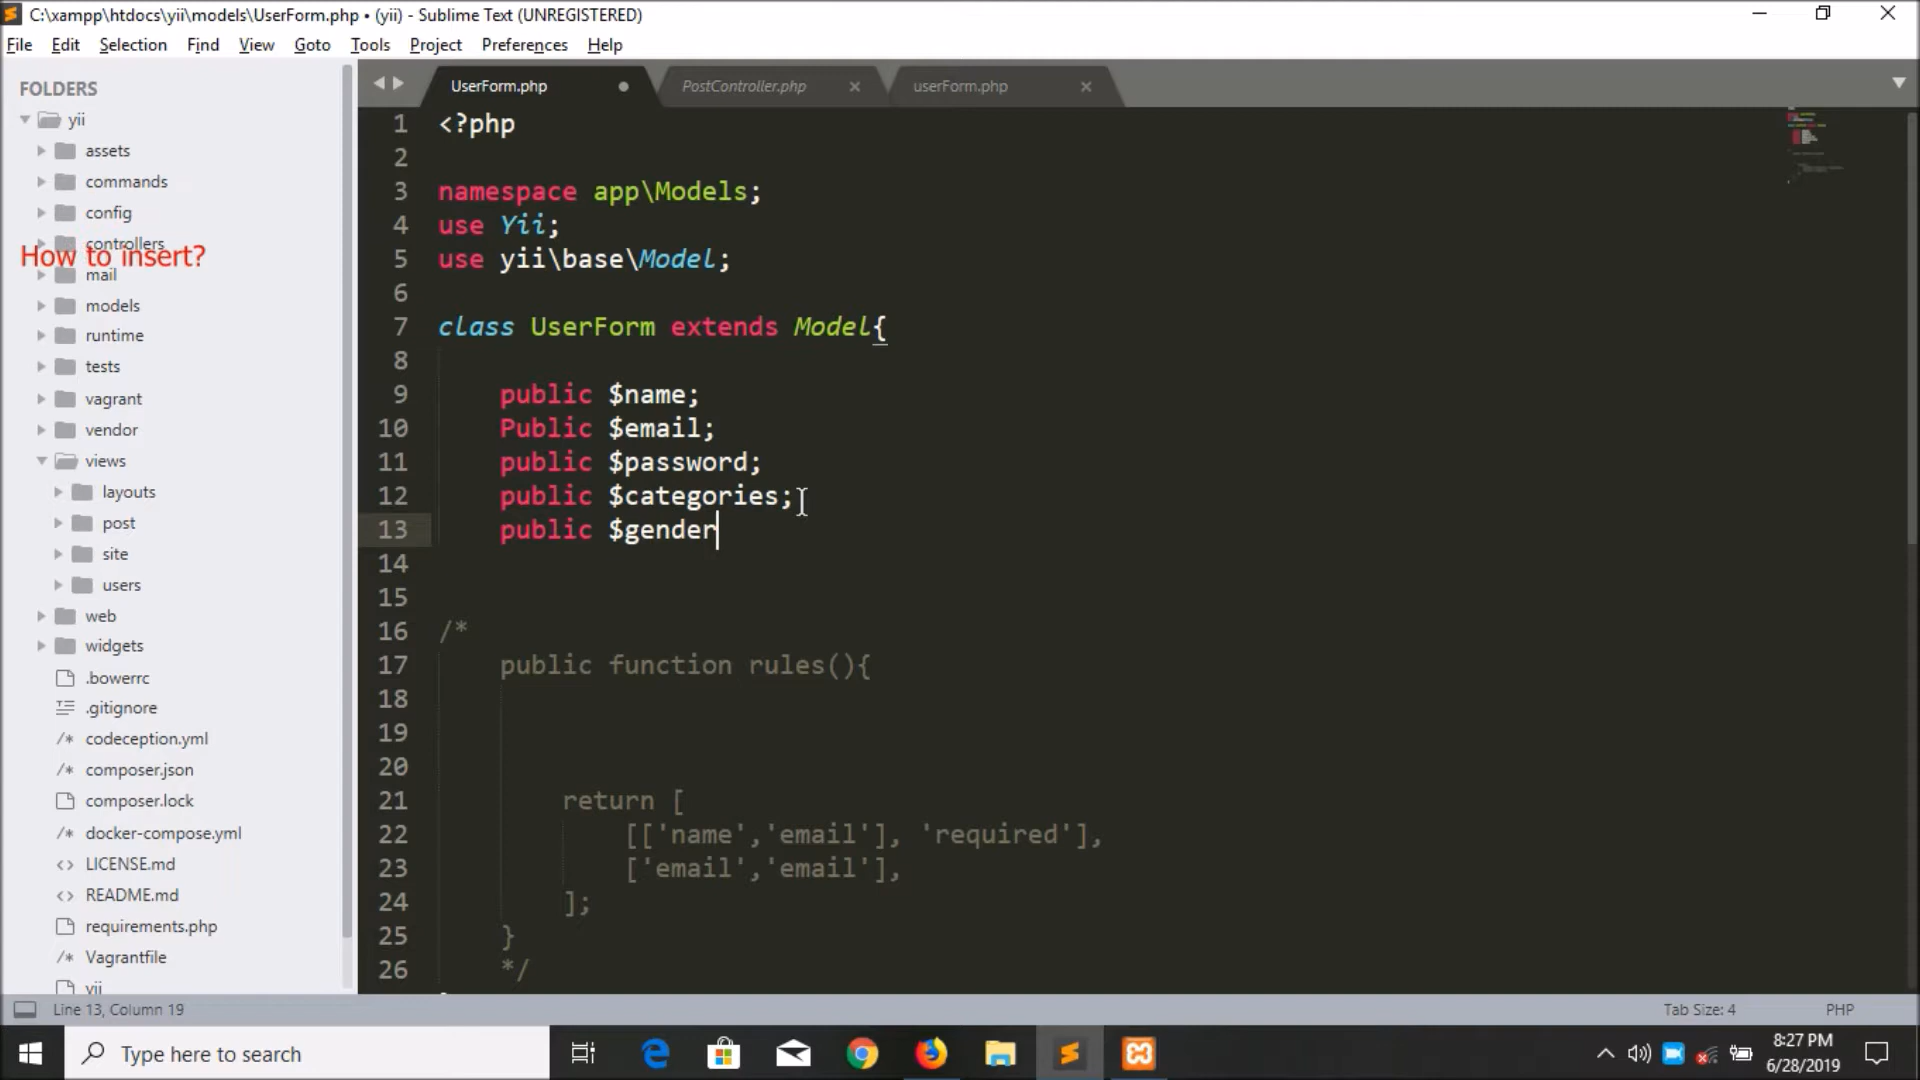 C:\xampp\htdocs\yii\models\UserForm.php • (yii) - Sublime Text (UNREGISTERED)
File Edit Selection Find View Goto Tools Project Preferences Help
FOLDERS
yii
assets
commands
config
controllers
How to insert?
mail
models
runtime
tests
vagrant
vendor
views
layouts
post
site
users
web
widgets
.bowerrc
.gitignore
/* codeception.yml
/* composer.json
composer.lock
/* docker-compose.yml
<> LICENSE.md
<> README.md
requirements.php
/* Vagrantfile
yii
UserForm.php PostController.php userForm.php
1 <?php
2
3 namespace app\Models;
4 use Yii;
5 use yii\base\Model;
6
7 class UserForm extends Model{
8
9 public $name;
10 Public $email;
11 public $password;
12 public $categories;
13 public $gender
14
15
16 /*
17 public function rules(){
18
19
20
21 return [
22 [['name','email'], 'required'],
23 ['email','email'],
24 ];
25 }
26 */
Line 13, Column 19 Tab Size: 4 PHP
Type here to search
8:27 PM
6/28/2019